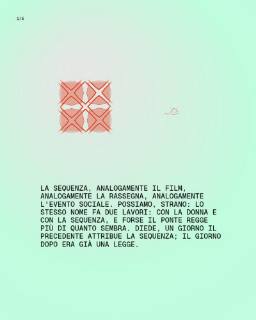 1/6
LA SEQUENZA. ANALOGAMENTE IL FILM,
ANALOGAMENTE LA RASSEGNA, ANALOGAMENTE
L'EVENTO SOCIALE. POSSIAMO, STRANO: LO
STESSO NOME FA DUE LAVORI: CON LA DONNA E
CON LA SEQUENZA, E FORSE IL PONTE REGGE
PIÙ DI QUANTO SEMBRA. DIEDE, UN GIORNO IL
PRECEDENTE ATTRIBUE LA SEQUENZA; IL GIORNO
DOPO ERA GIÀ UNA LEGGE.